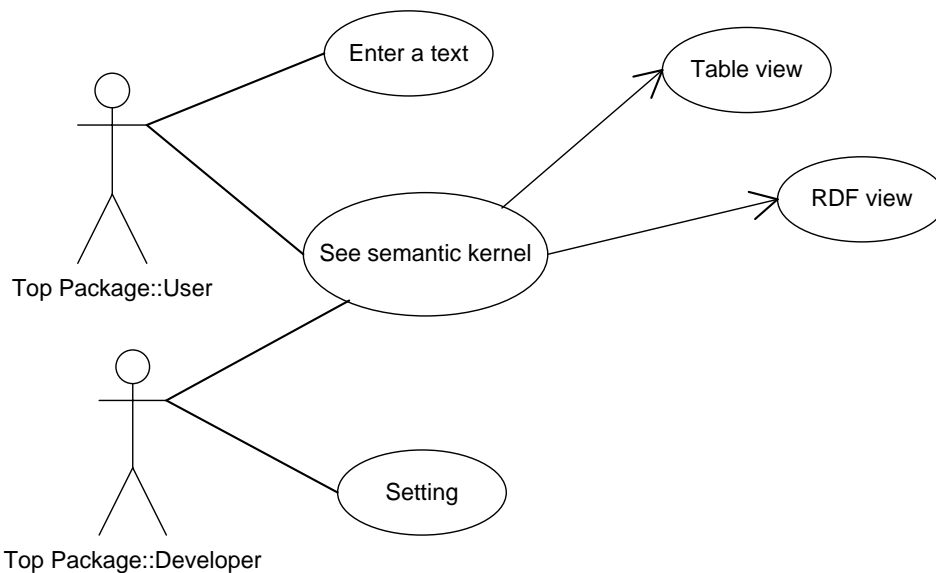 Enter a text
Table view
RDF view
See semantic kernel
Top Package::User
Setting
Top Package::Developer